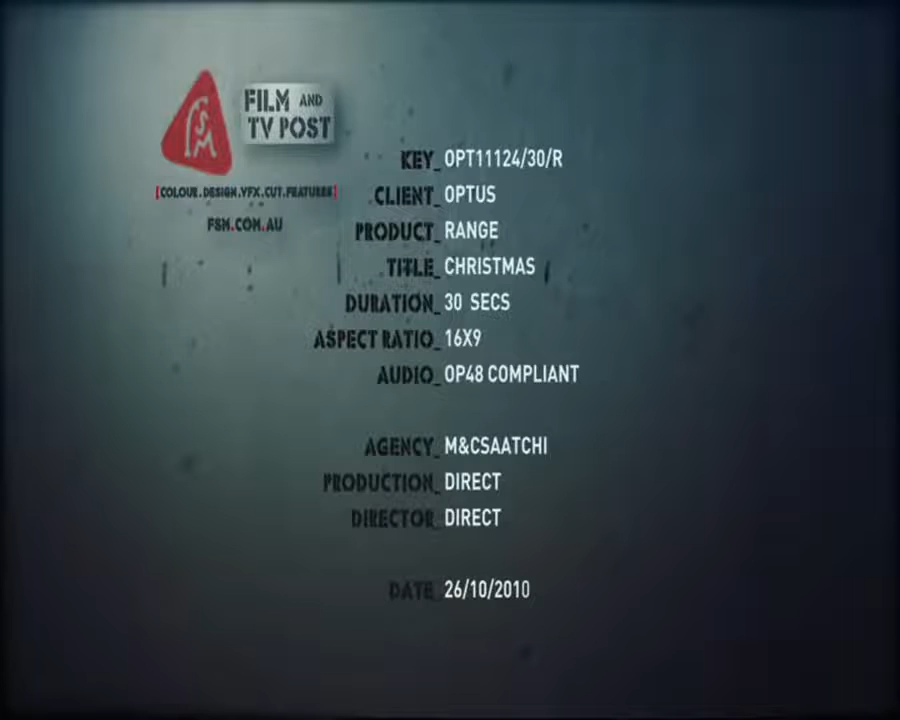 FSM
FILM AND
TV POST
[COLOUR.DESIGN.VFX.CUT.FEATURES]
FSM.COM.AU
KEY_ OPT11124/30/R
CLIENT_ OPTUS
PRODUCT_ RANGE
TITLE_ CHRISTMAS
DURATION_ 30 SECS
ASPECT RATIO_ 16X9
AUDIO_ OP48 COMPLIANT
AGENCY_ M&CSAATCHI
PRODUCTION_ DIRECT
DIRECTOR_ DIRECT
DATE_ 26/10/2010